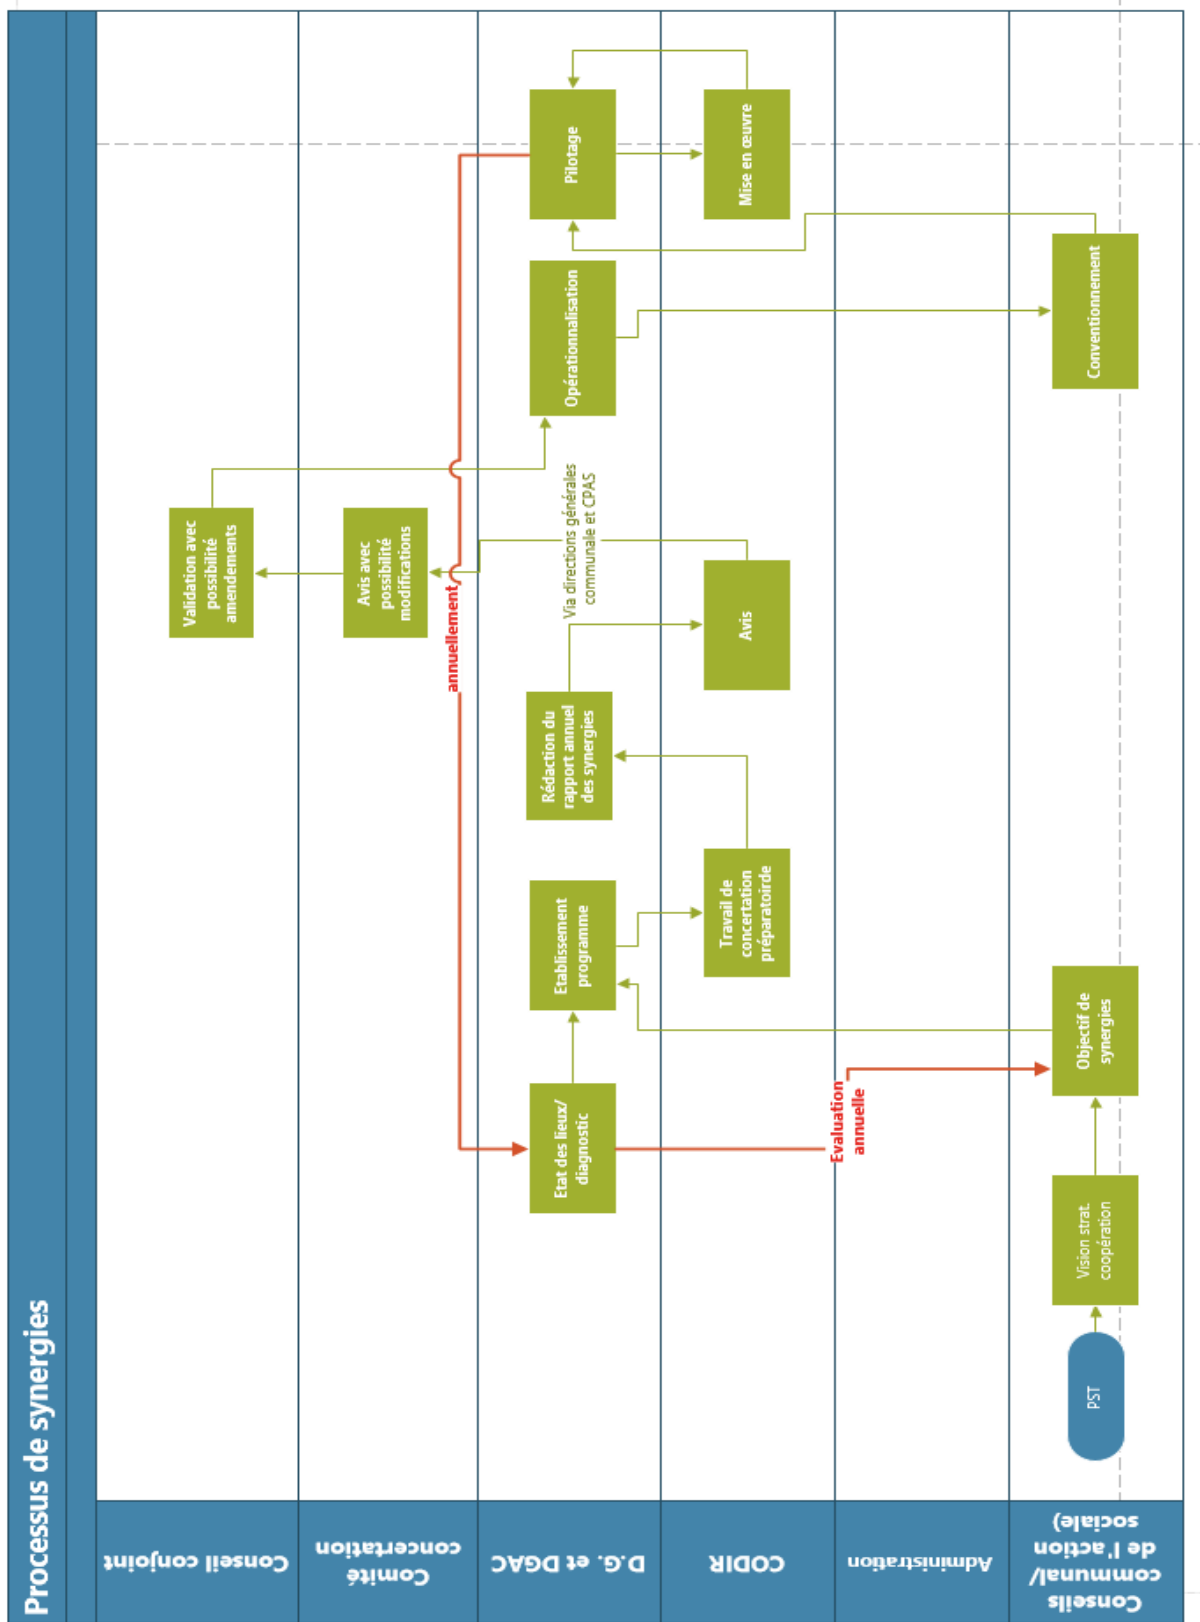 Processus de synergies
Conseil conjoint
Validation avec
possibilité
amendements
Comité
concertation
Avis avec
possibilité
modifications
annuellement
D.G. et DGAC
Etat des lieux/
diagnostic
Etablissement
programme
Rédaction du
rapport annuel
des synergies
Via directions générales
communale et CPAS
Opérationnalisation
Pilotage
CODIR
Travail de
concertation
préparatoirde
Avis
Mise en œuvre
Administration
Evaluation
annuelle
Conseils
communal/
de l'action
sociale)
PST
Vision strat.
coopération
Objectif de
synergies
Conventionnement